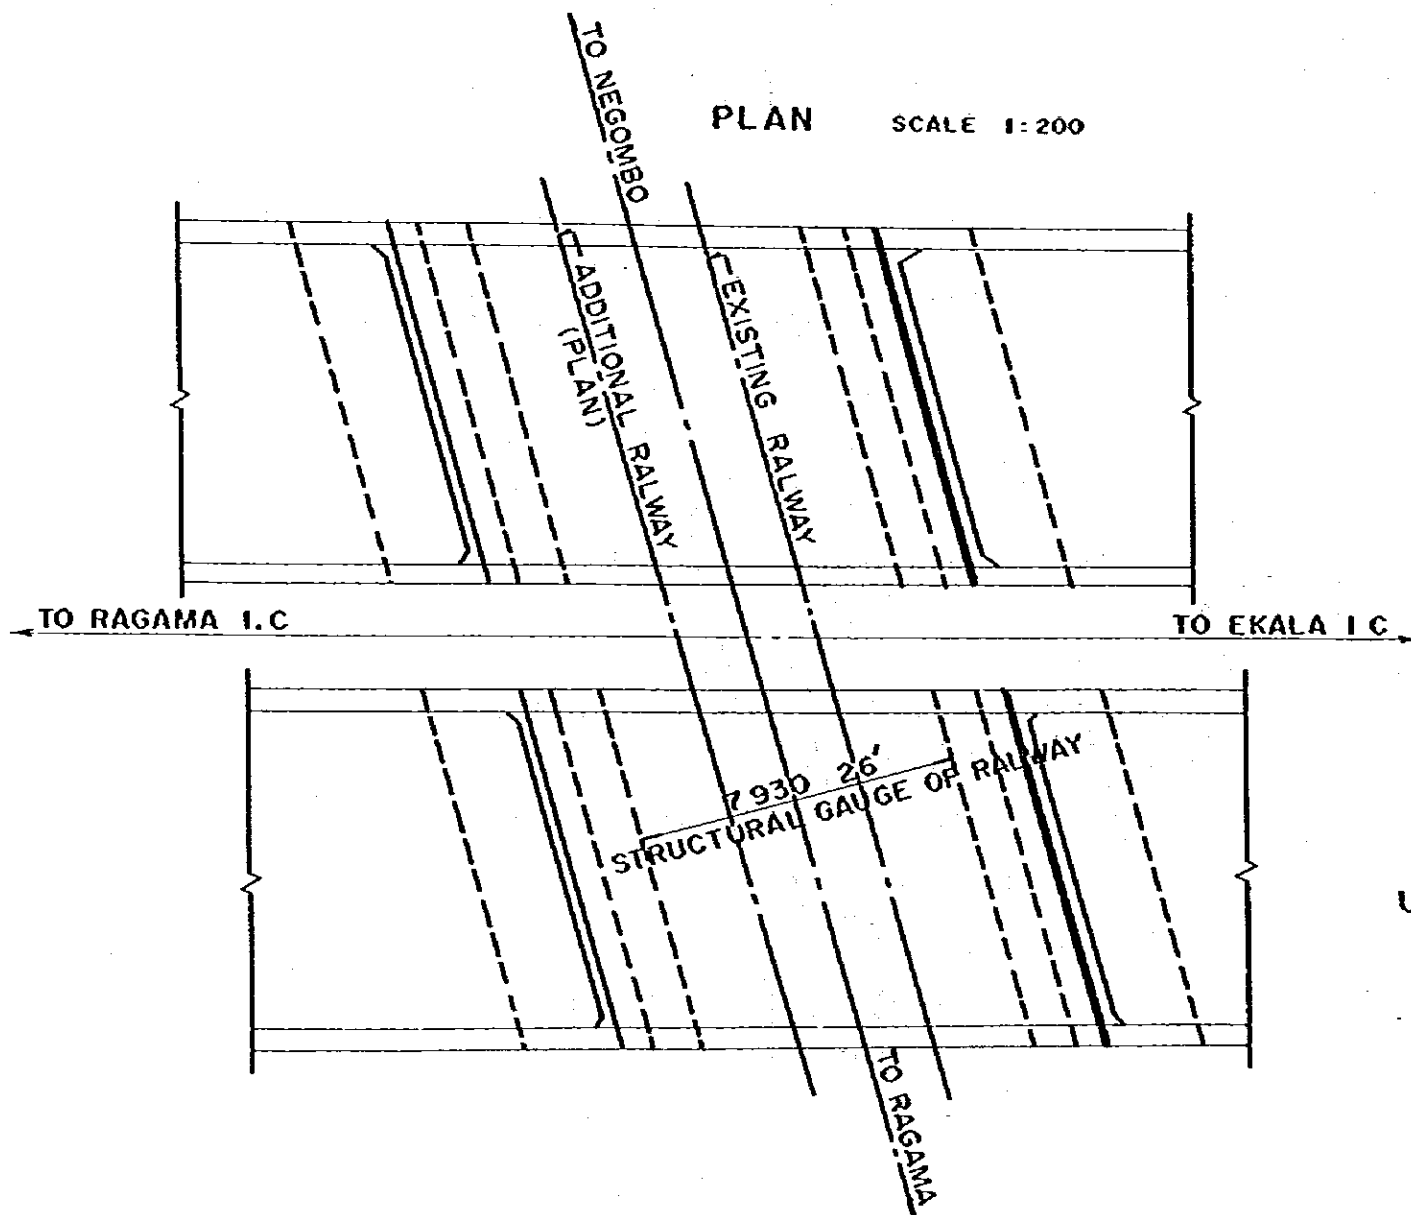 TO NEGOMBO
PLAN SCALE 1:200
ADDITIONAL RALWAY
(PLAN)
EXISTING RALWAY
TO RAGAMA I.C
TO EKALA I C
7 930 26'
STRUCTURAL GAUGE OF RALWAY
TO RAGAMA